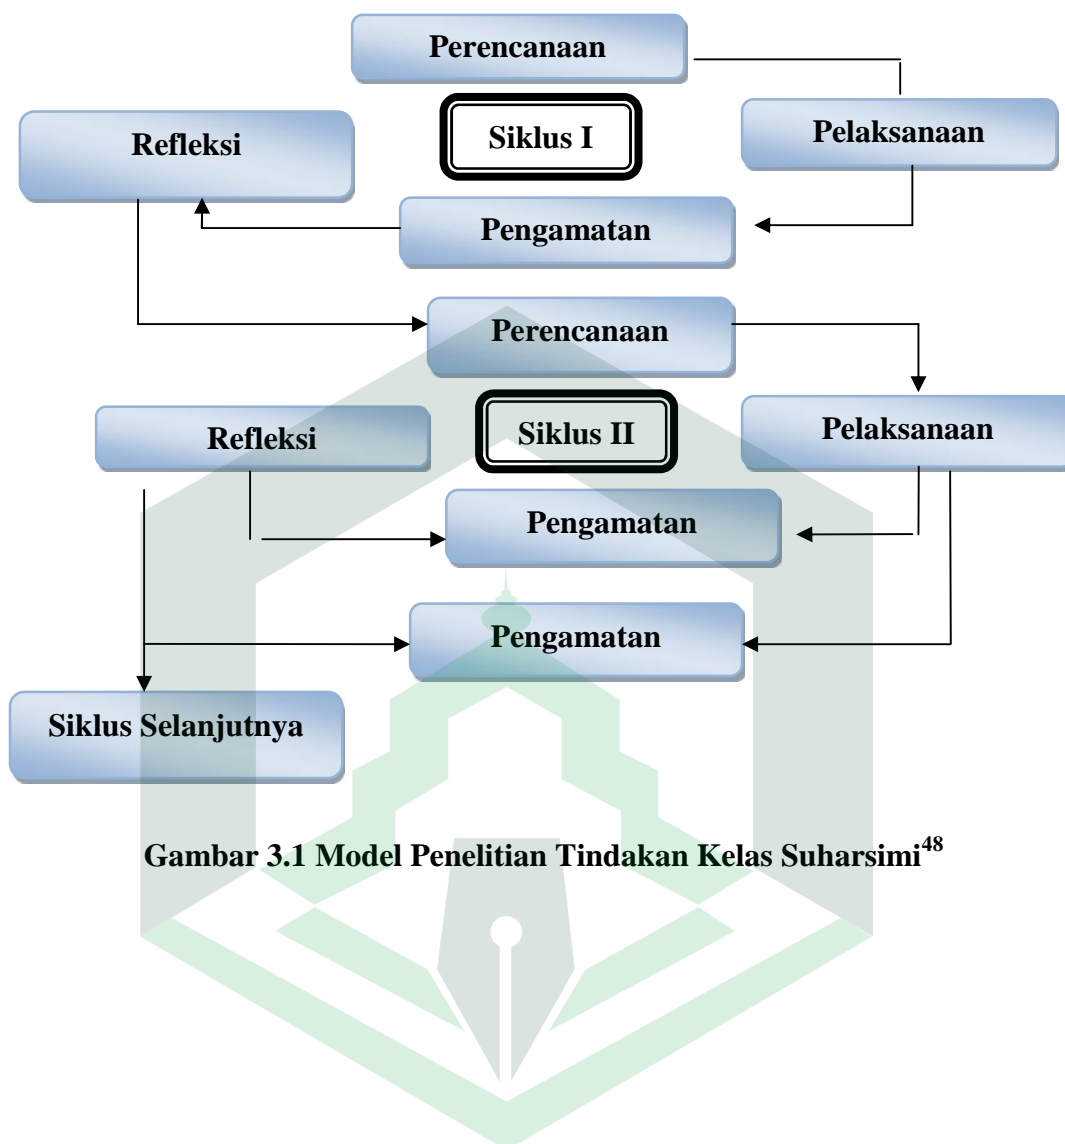 Perencanaan
Refleksi
Siklus I
Pelaksanaan
Pengamatan
Perencanaan
Refleksi
Siklus II
Pelaksanaan
Pengamatan
Pengamatan
Siklus Selanjutnya
Gambar 3.1 Model Penelitian Tindakan Kelas Suharsimi48